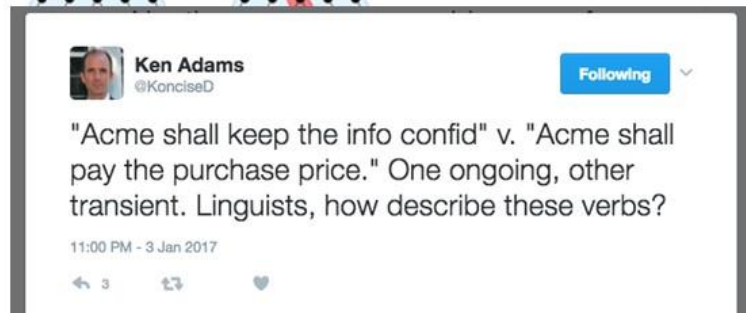 Ken Adams
@KonciseD
Following
"Acme shall keep the info confid" v. "Acme shall
pay the purchase price." One ongoing, other
transient. Linguists, how describe these verbs?
11:00 PM - 3 Jan 2017
3